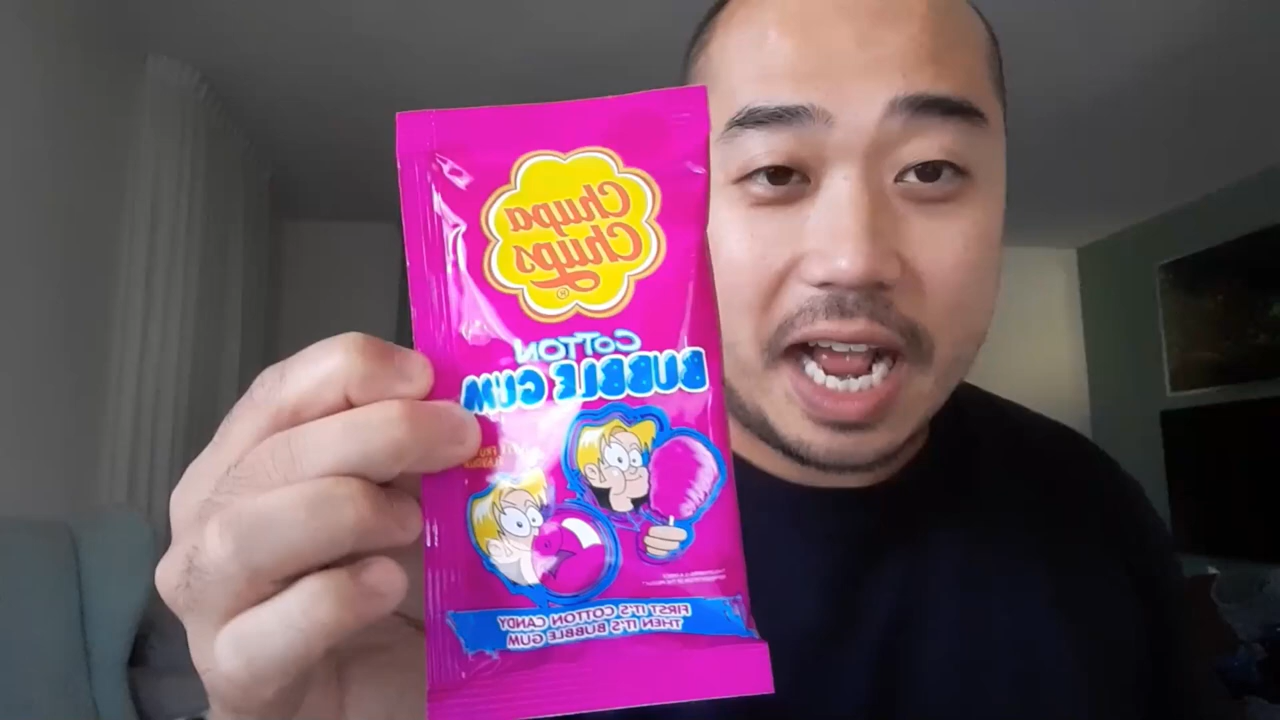 Chupa
Chups
®
COTTON
BUBBLE GUM
FIRST IT'S COTTON CANDY
THEN IT'S BUBBLE GUM